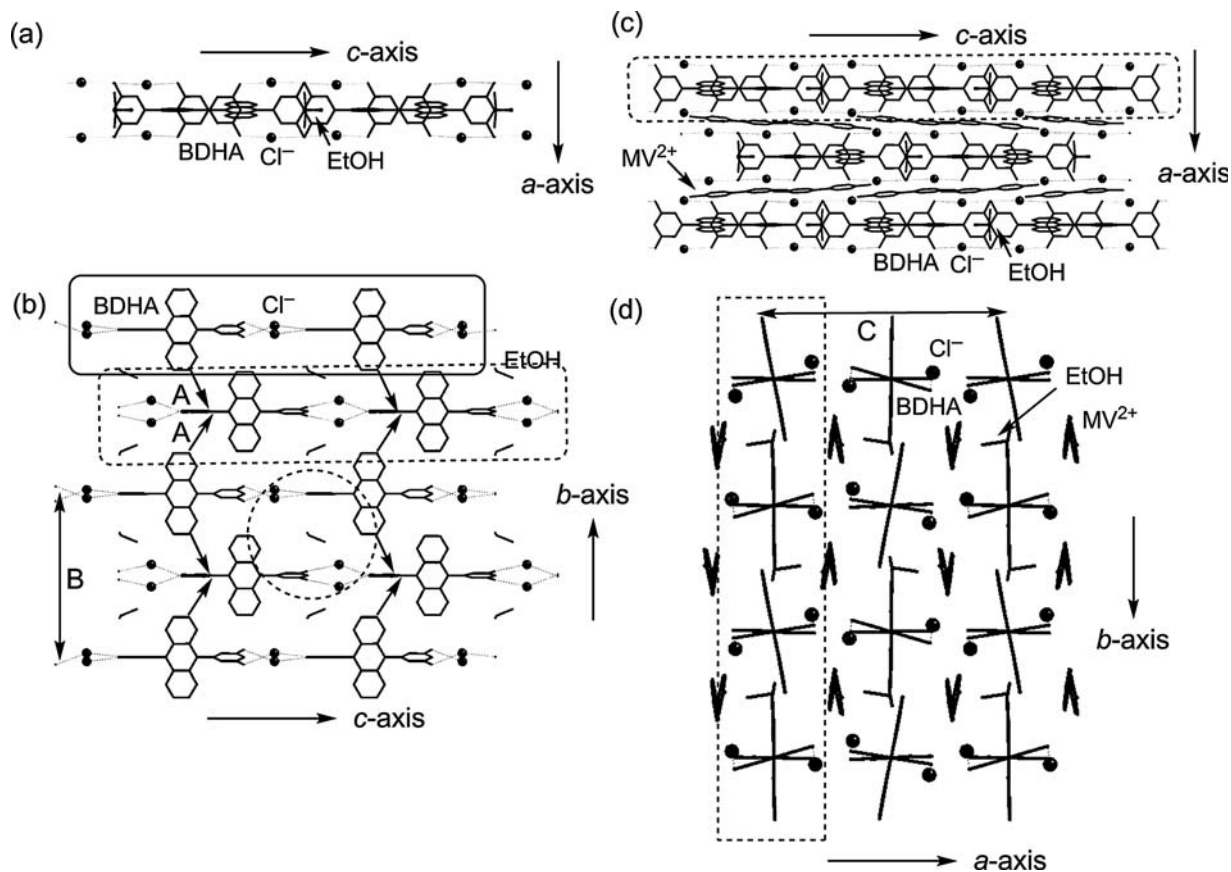 (a)
c-axis
BDHA
Cl⁻
EtOH
a-axis
(b)
BDHA
Cl⁻
EtOH
A
A
B
b-axis
c-axis
(c)
c-axis
MV²⁺
a-axis
BDHA
Cl⁻
EtOH
(d)
C
Cl⁻
BDHA
EtOH
MV²⁺
b-axis
a-axis